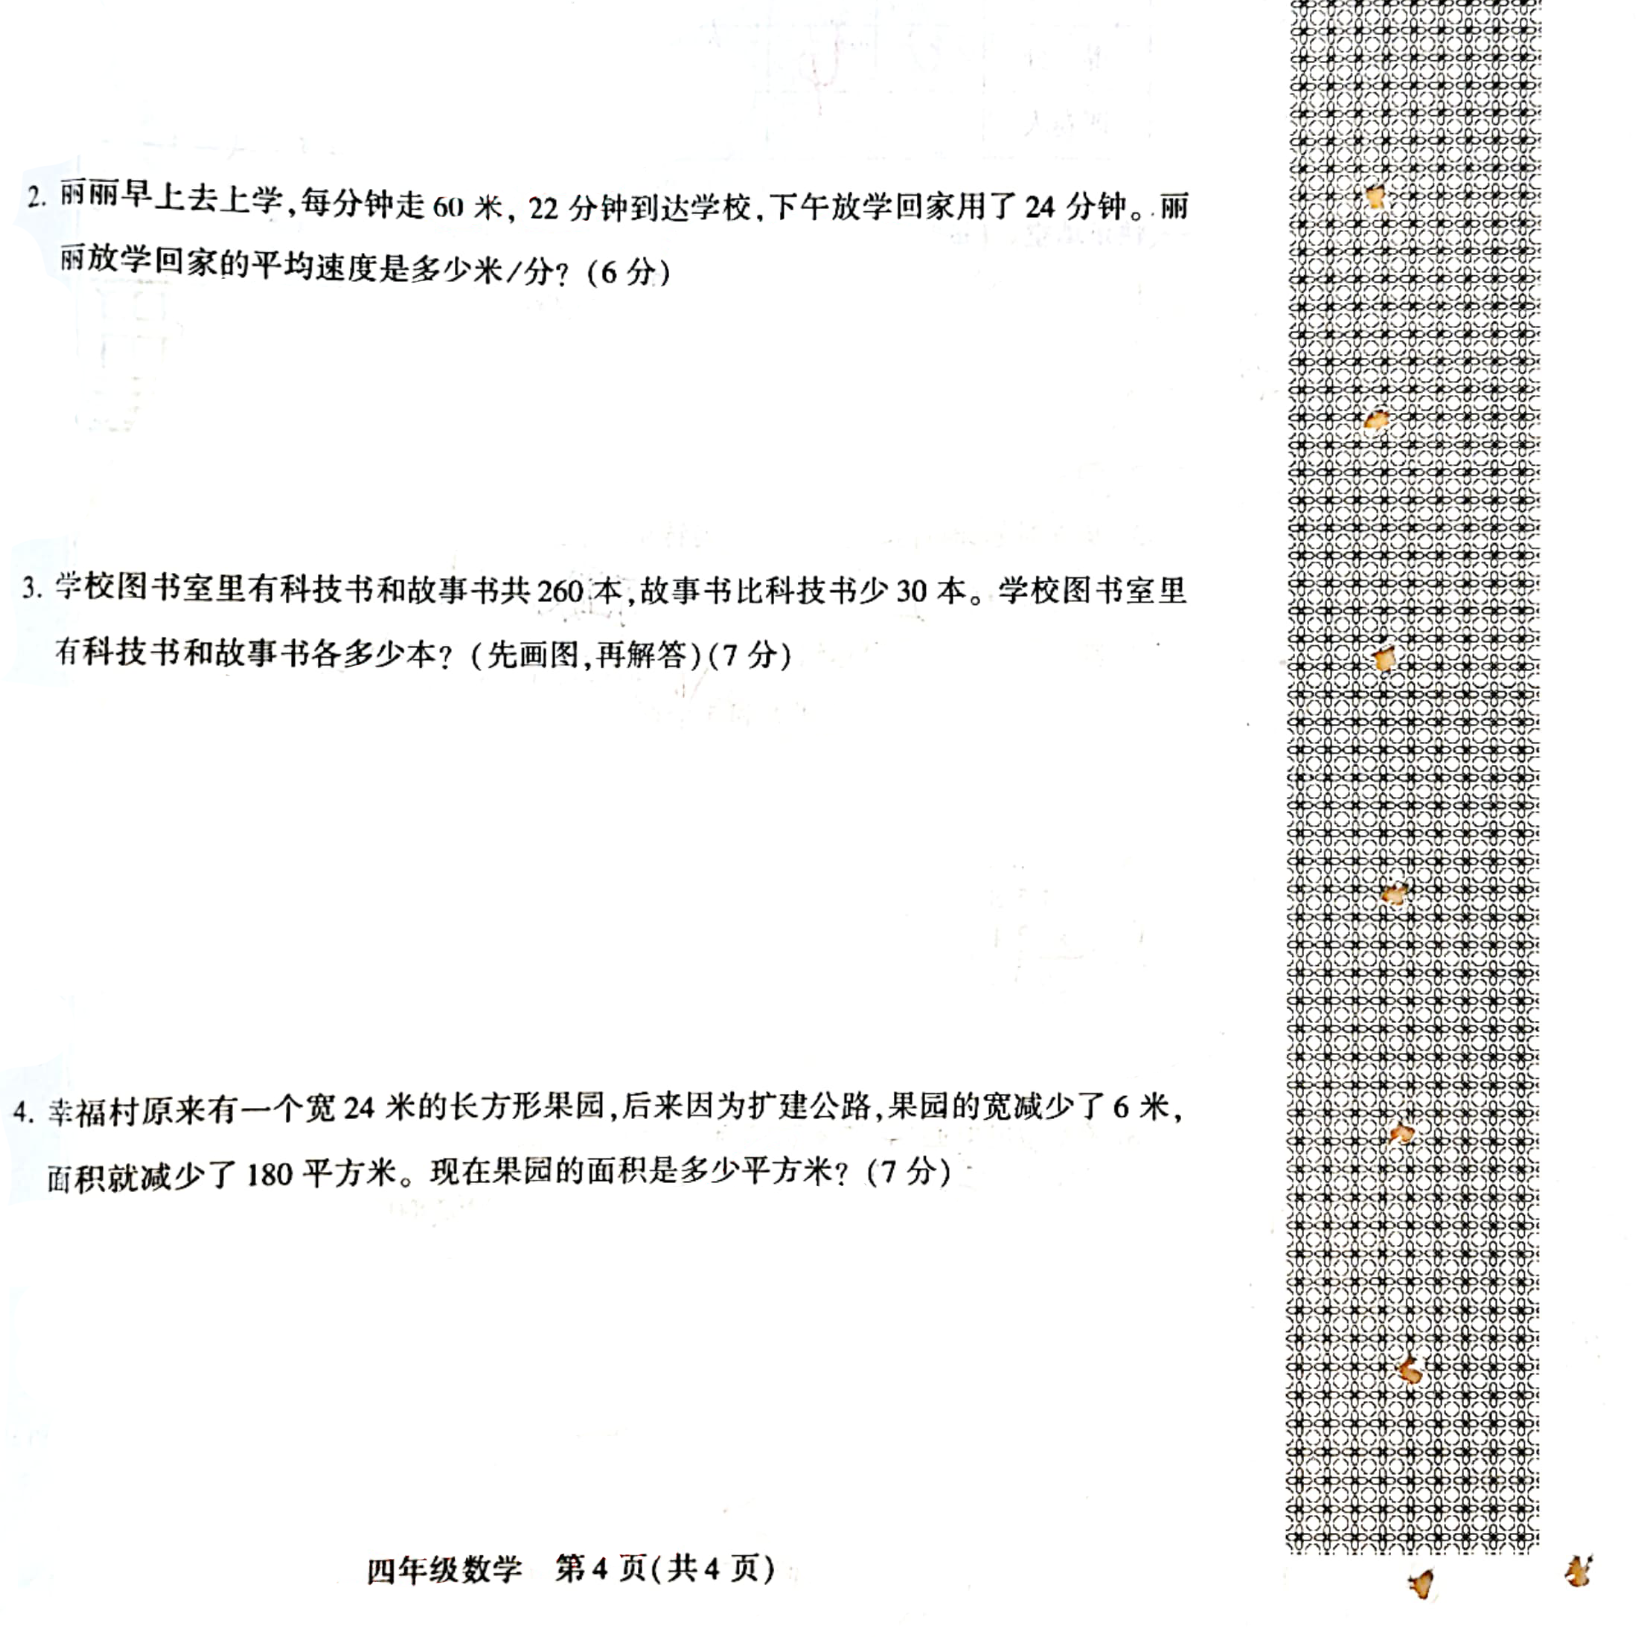 2. 丽丽早上去上学,每分钟走 60 米, 22 分钟到达学校,下午放学回家用了 24 分钟。丽
丽放学回家的平均速度是多少米/分? (6 分)
3. 学校图书室里有科技书和故事书共 260 本,故事书比科技书少 30 本。学校图书室里
有科技书和故事书各多少本? (先画图,再解答)(7 分)
4. 幸福村原来有一个宽 24 米的长方形果园,后来因为扩建公路,果园的宽减少了 6 米,
面积就减少了 180 平方米。现在果园的面积是多少平方米? (7 分)
四年级数学 第 4 页(共 4 页)